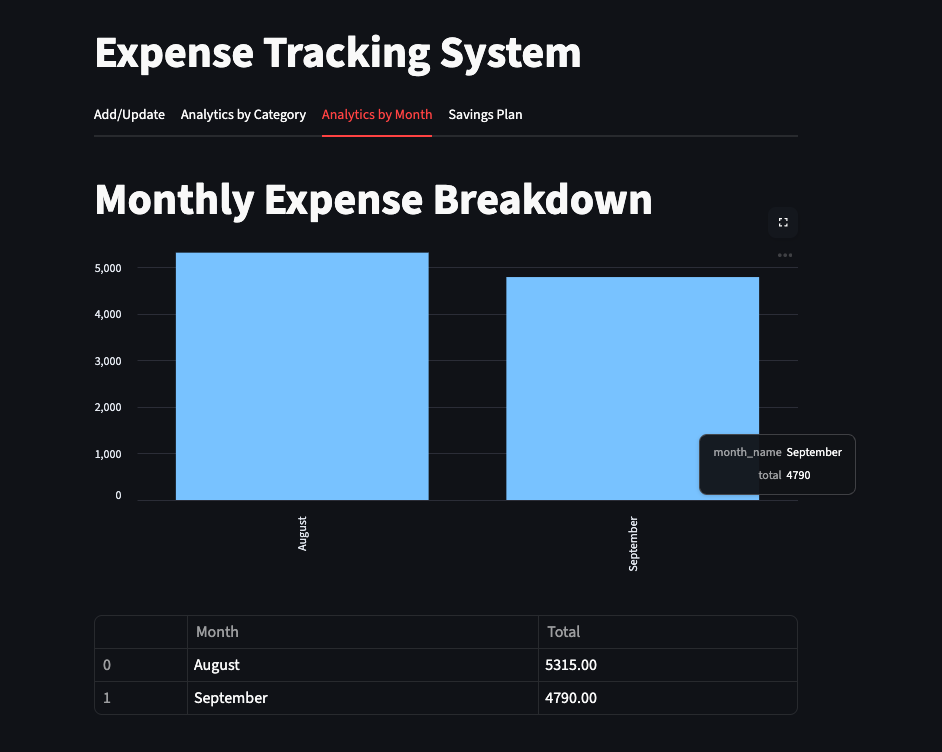 Expense Tracking System
Add/Update Analytics by Category Analytics by Month Savings Plan
Monthly Expense Breakdown
5,000
4,000
3,000
2,000
1,000
0
month_name September
total 4790
August
September
Month Total
0 August 5315.00
1 September 4790.00